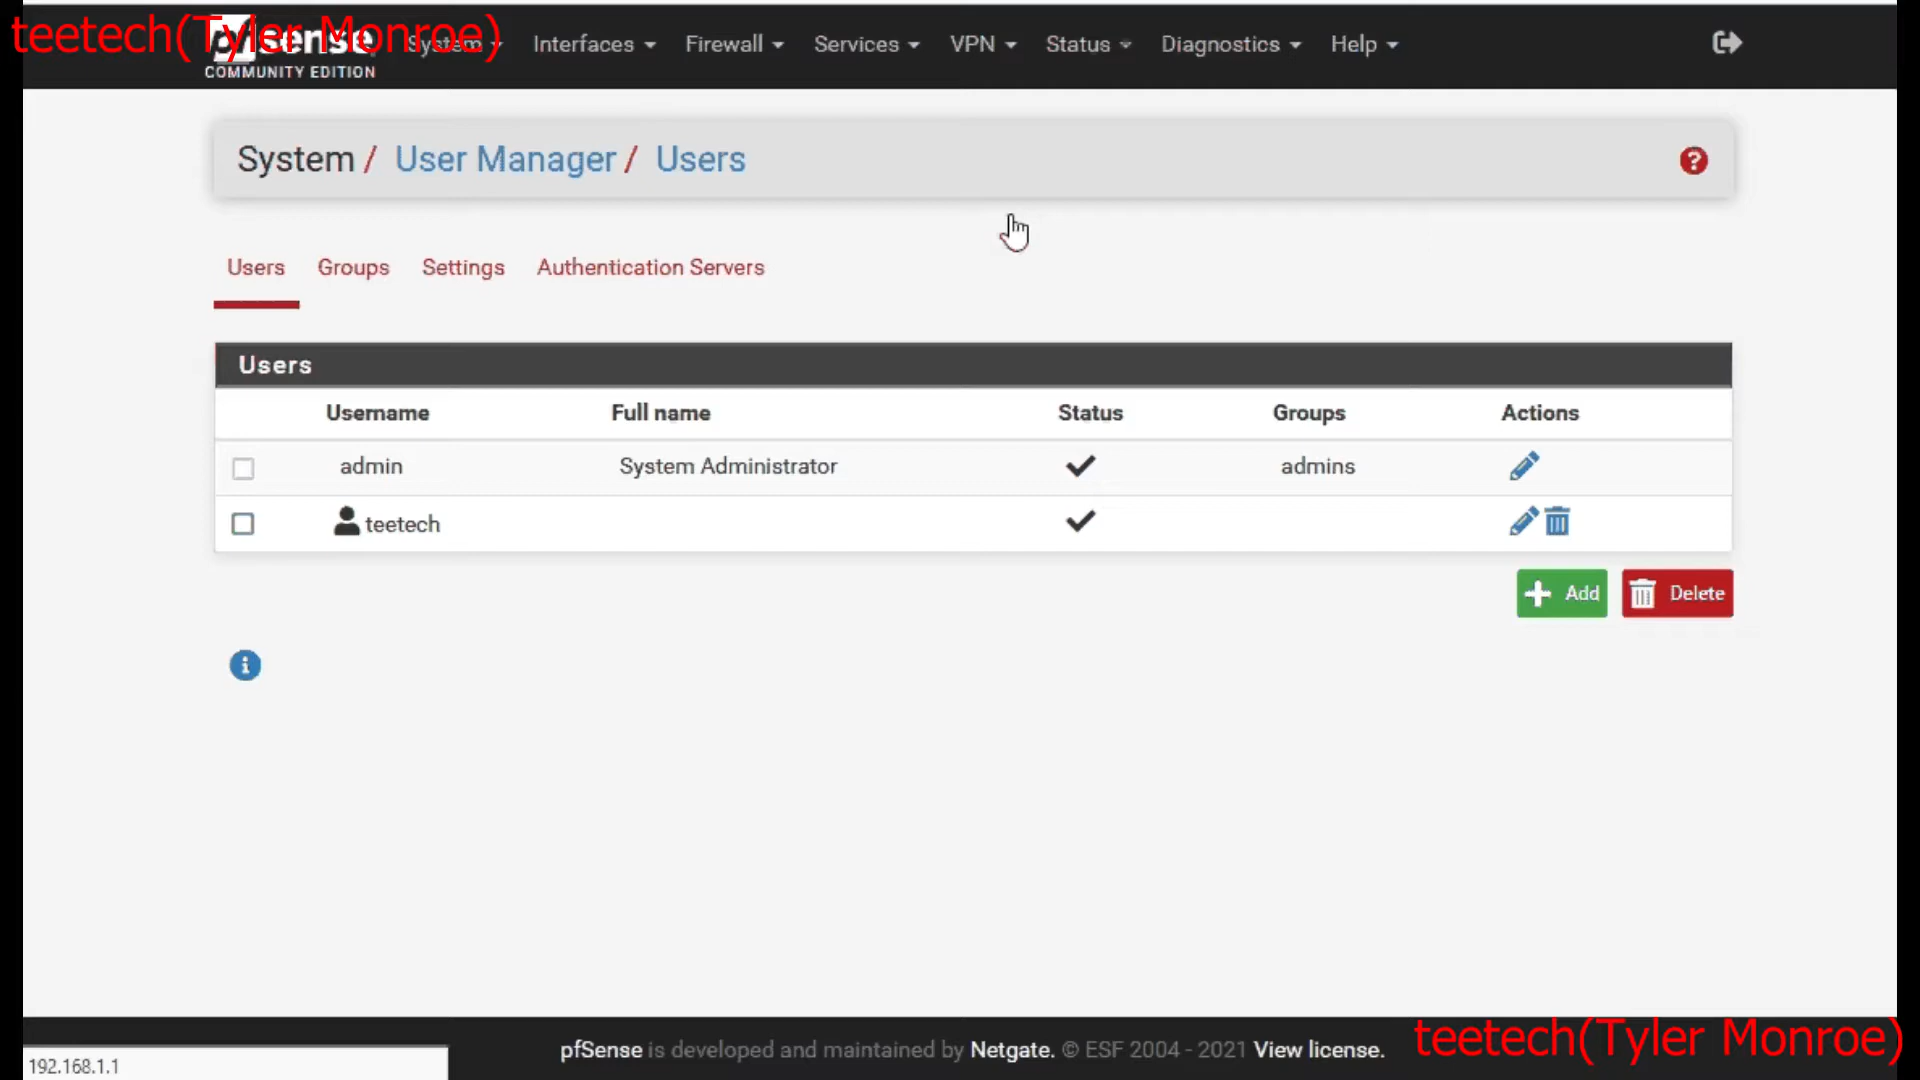 teetech(Tyler Monroe)
pfsense System Interfaces Firewall Services VPN Status Diagnostics Help
COMMUNITY EDITION
System / User Manager / Users
Users Groups Settings Authentication Servers
Users
Username Full name Status Groups Actions
admin System Administrator admins
teetech
Add Delete
pfSense is developed and maintained by Netgate. © ESF 2004 - 2021 View license.
teetech(Tyler Monroe)
192.168.1.1